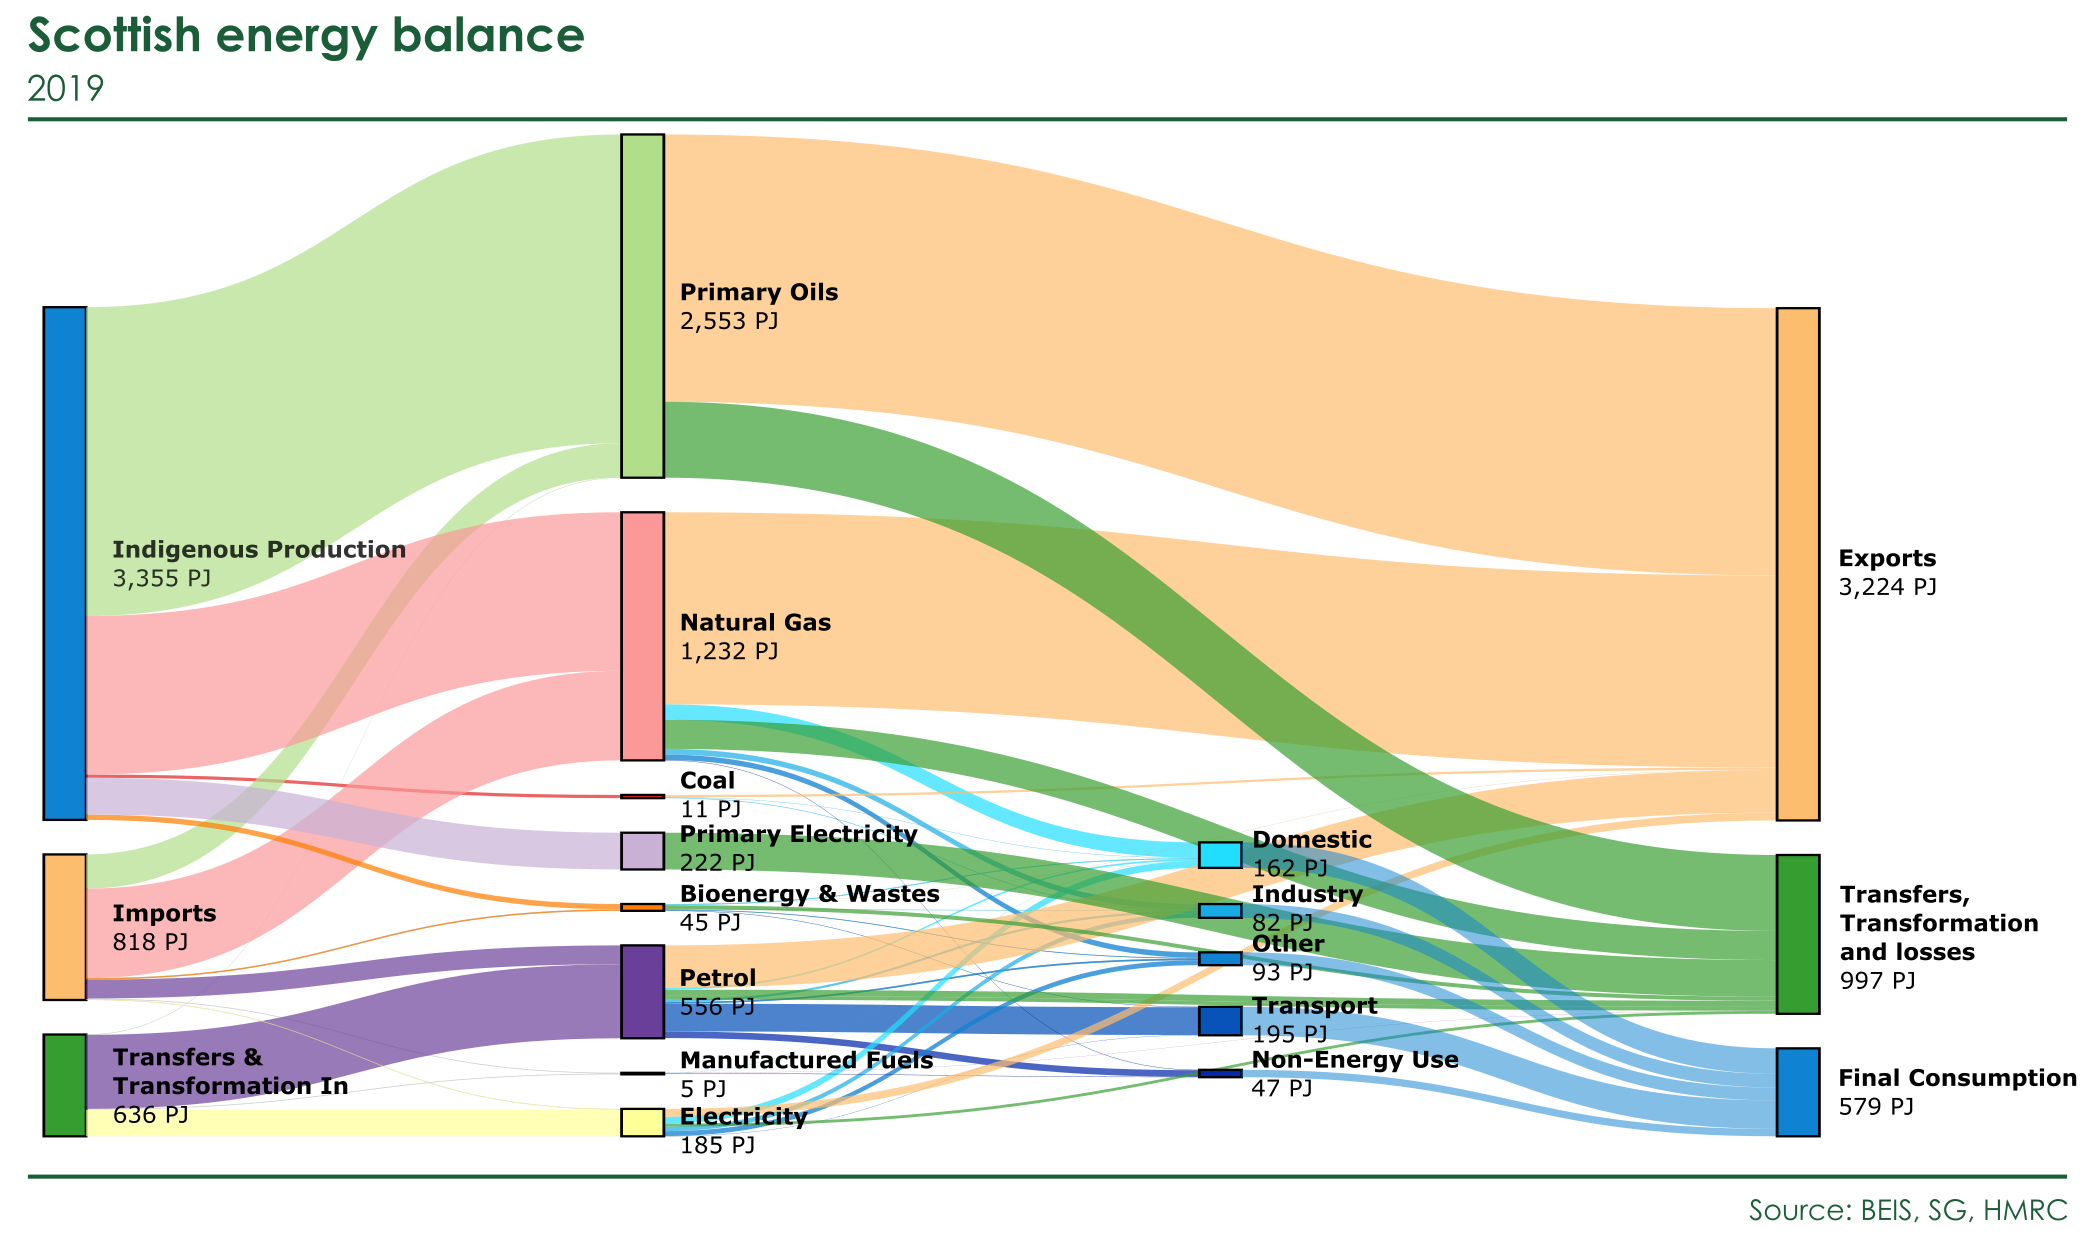 Scottish energy balance
2019
Indigenous Production
3,355 PJ
Imports
818 PJ
Transfers &
Transformation In
636 PJ
Primary Oils
2,553 PJ
Natural Gas
1,232 PJ
Coal
11 PJ
Primary Electricity
222 PJ
Bioenergy & Wastes
45 PJ
Petrol
556 PJ
Manufactured Fuels
5 PJ
Electricity
185 PJ
Domestic
162 PJ
Industry
82 PJ
Other
93 PJ
Transport
195 PJ
Non-Energy Use
47 PJ
Exports
3,224 PJ
Transfers,
Transformation
and losses
997 PJ
Final Consumption
579 PJ
Source: BEIS, SG, HMRC